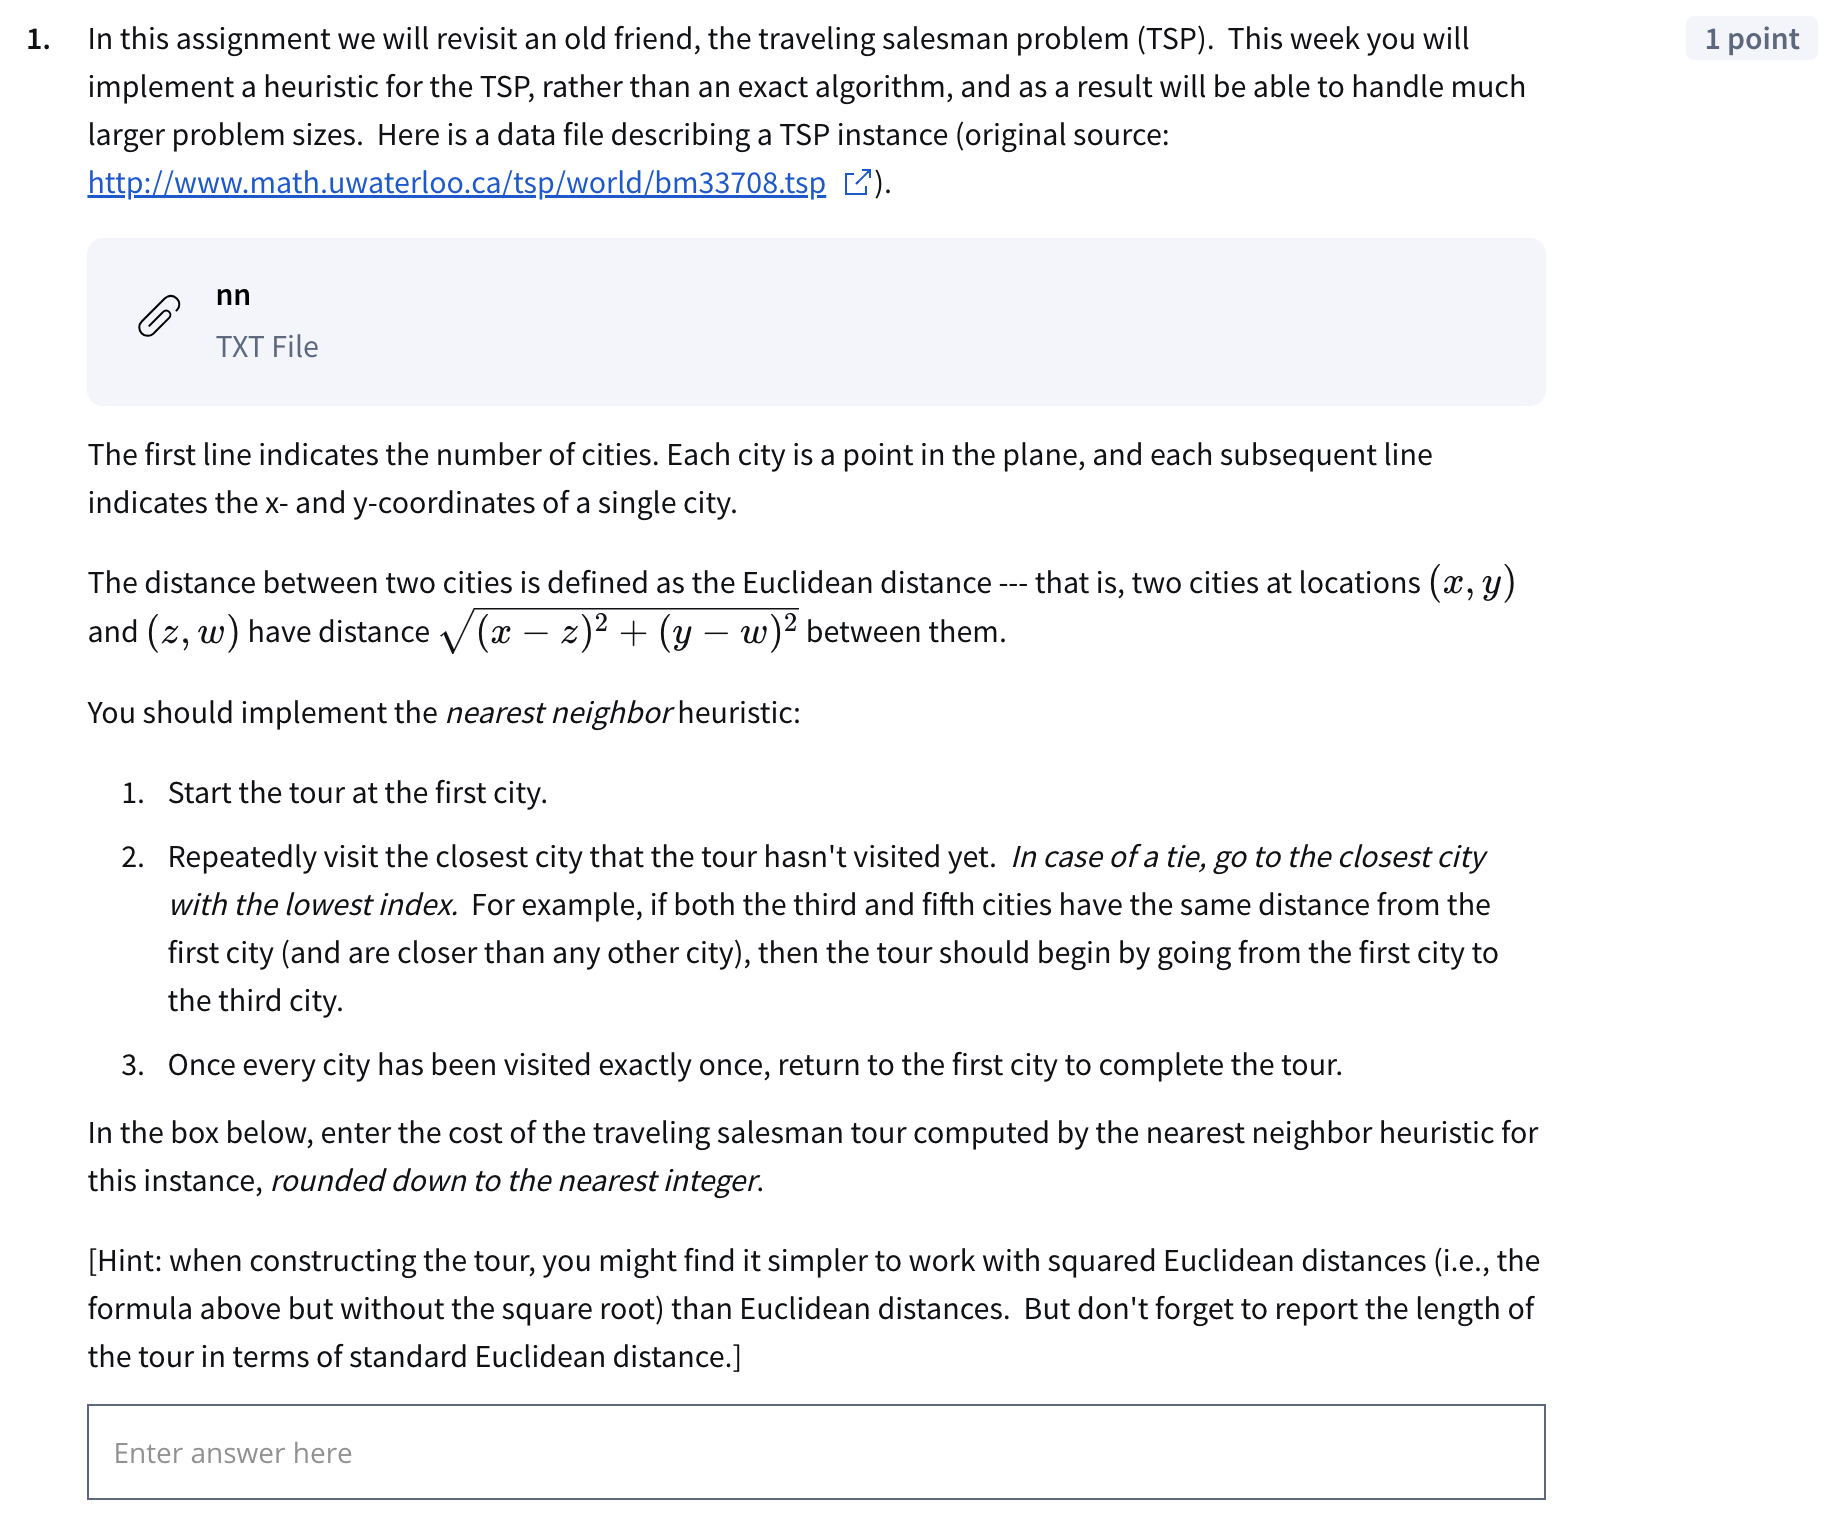 1. In this assignment we will revisit an old friend, the traveling salesman problem (TSP).  This week you will
1 point
implement a heuristic for the TSP, rather than an exact algorithm, and as a result will be able to handle much
larger problem sizes.  Here is a data file describing a TSP instance (original source:
http://www.math.uwaterloo.ca/tsp/world/bm33708.tsp ).
nn
TXT File
The first line indicates the number of cities. Each city is a point in the plane, and each subsequent line
indicates the x- and y-coordinates of a single city.
The distance between two cities is defined as the Euclidean distance --- that is, two cities at locations (x, y)
and (z, w) have distance √(x − z)² + (y − w)² between them.
You should implement the nearest neighbor heuristic:
1. Start the tour at the first city.
2. Repeatedly visit the closest city that the tour hasn't visited yet.  In case of a tie, go to the closest city
with the lowest index.  For example, if both the third and fifth cities have the same distance from the
first city (and are closer than any other city), then the tour should begin by going from the first city to
the third city.
3. Once every city has been visited exactly once, return to the first city to complete the tour.
In the box below, enter the cost of the traveling salesman tour computed by the nearest neighbor heuristic for
this instance, rounded down to the nearest integer.
[Hint: when constructing the tour, you might find it simpler to work with squared Euclidean distances (i.e., the
formula above but without the square root) than Euclidean distances.  But don't forget to report the length of
the tour in terms of standard Euclidean distance.]
Enter answer here